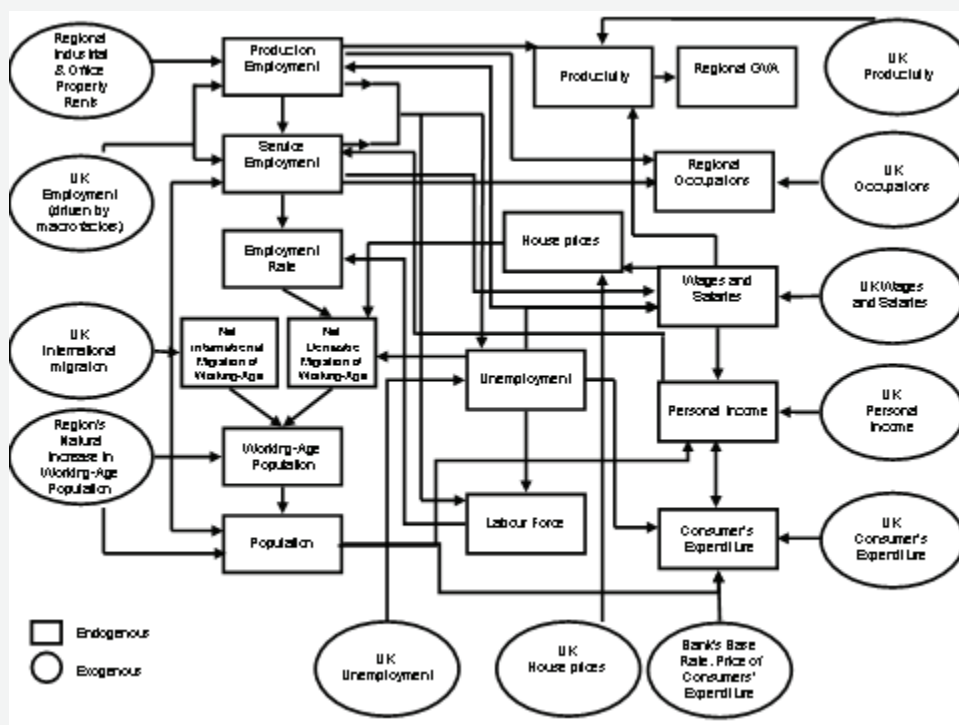 Regional
Industrial
& Office
Property
Rents
Production
Employment
Productivity
Regional GVA
UK
Productivity
Service
Employment
Regional
Occupations
UK
Occupations
UK
Employment
(driven by
macrofactors)
Employment
Rate
House prices
Wages and
Salaries
UK Wages
and Salaries
UK
International
migration
Net
International
Migration of
Working-Age
Net
Domestic
Migration of
Working-Age
Unemployment
Personal Income
UK
Personal
Income
Region's
Natural
Increase in
Working-Age
Population
Working-Age
Population
Labour Force
Consumer's
Expenditure
UK
Consumer's
Expenditure
Population
Endogenous
Exogenous
UK
Unemployment
UK
House prices
Bank's Base
Rate, Price of
Consumers'
Expenditure